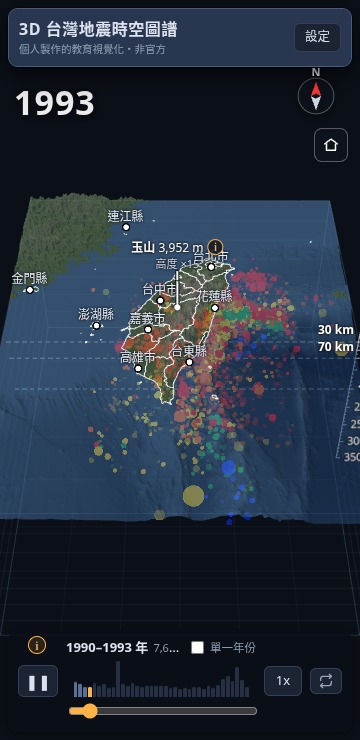 3D 台灣地震時空圖譜
個人製作的教育視覺化・非官方
設定
1993
N
連江縣
玉山 3,952 m
台北市
高度 ×15
金門縣
台中市
花蓮縣
澎湖縣
嘉義市
30 km
70 km
高雄市
台東縣
350
1990–1993 年 7,6…
單一年份
1x